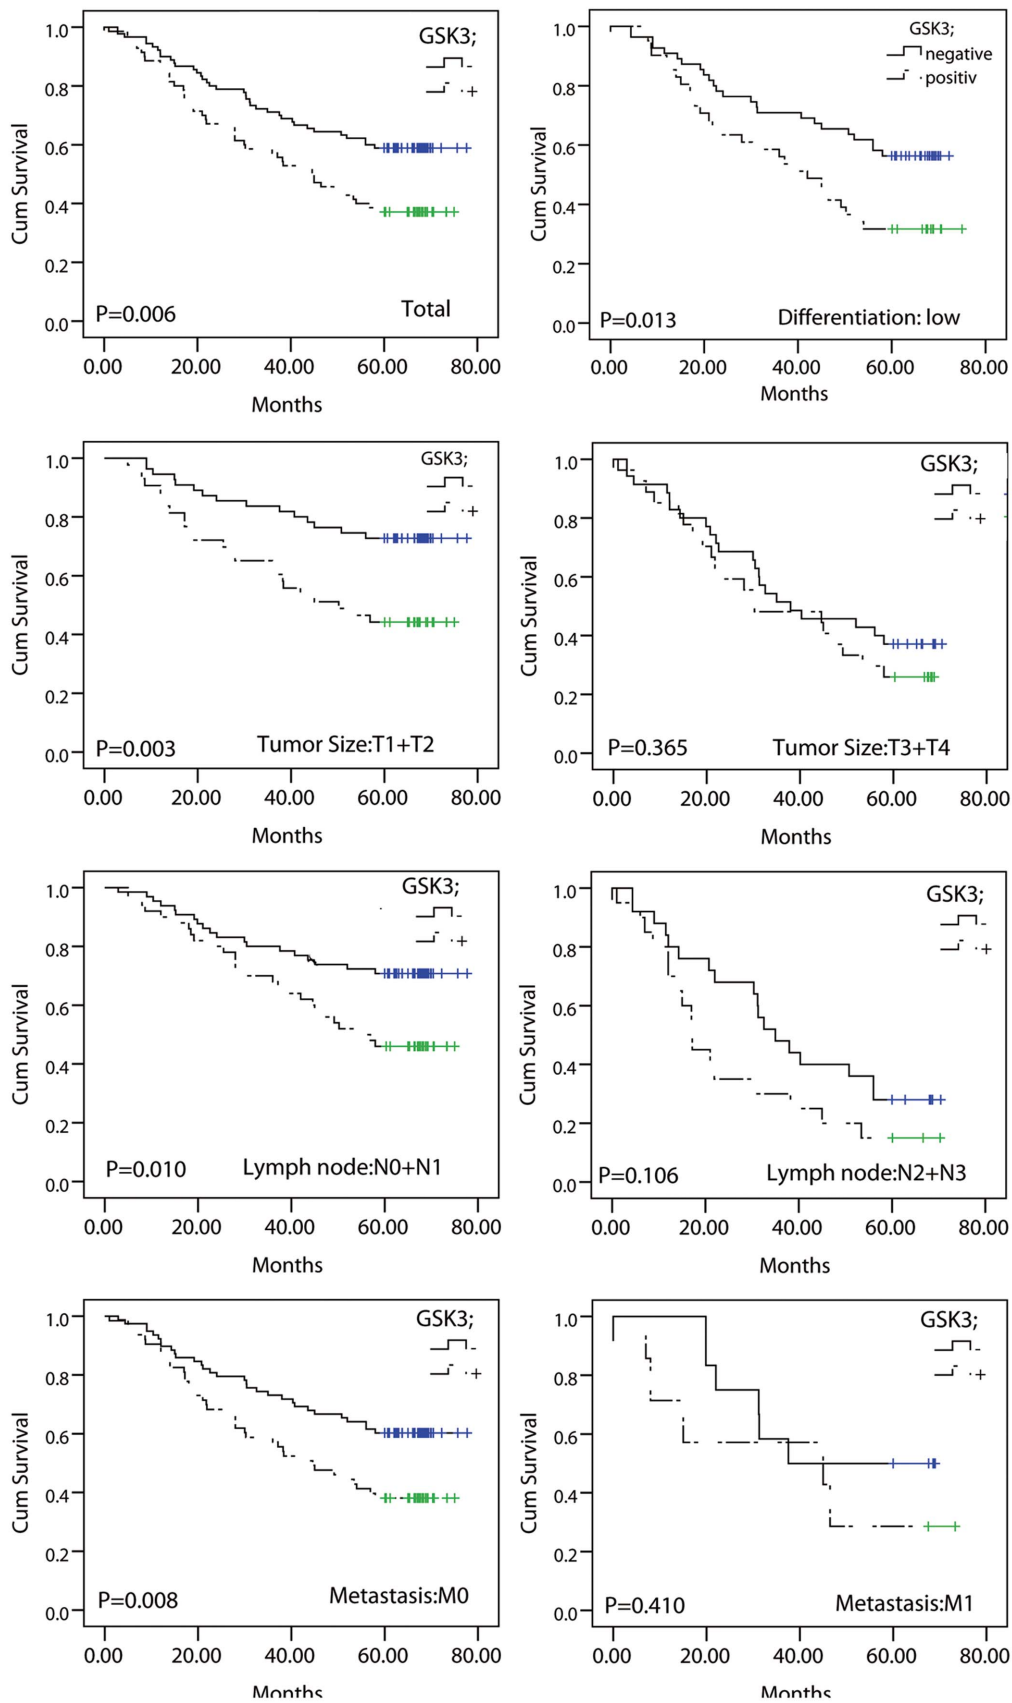 GSK3;
-
+
1.0
0.8
0.6
0.4
0.2
0.0
Cum Survival
P=0.006
Total
0.00 20.00 40.00 60.00 80.00
Months
GSK3;
negative
positiv
1.0
0.8
0.6
0.4
0.2
0.0
Cum Survival
P=0.013
Differentiation: low
0.00 20.00 40.00 60.00 80.00
Months
GSK3;
-
+
1.0
0.8
0.6
0.4
0.2
0.0
Cum Survival
P=0.003
Tumor Size:T1+T2
0.00 20.00 40.00 60.00 80.00
Months
GSK3;
-
+
1.0
0.8
0.6
0.4
0.2
0.0
Cum Survival
P=0.365
Tumor Size:T3+T4
0.00 20.00 40.00 60.00 80.00
Months
GSK3;
-
+
1.0
0.8
0.6
0.4
0.2
0.0
Cum Survival
P=0.010
Lymph node:N0+N1
0.00 20.00 40.00 60.00 80.00
Months
GSK3;
-
+
1.0
0.8
0.6
0.4
0.2
0.0
Cum Survival
P=0.106
Lymph node:N2+N3
0.00 20.00 40.00 60.00 80.00
Months
GSK3;
-
+
1.0
0.8
0.6
0.4
0.2
0.0
Cum Survival
P=0.008
Metastasis:M0
0.00 20.00 40.00 60.00 80.00
Months
GSK3;
-
+
1.0
0.8
0.6
0.4
0.2
0.0
Cum Survival
P=0.410
Metastasis:M1
0.00 20.00 40.00 60.00 80.00
Months